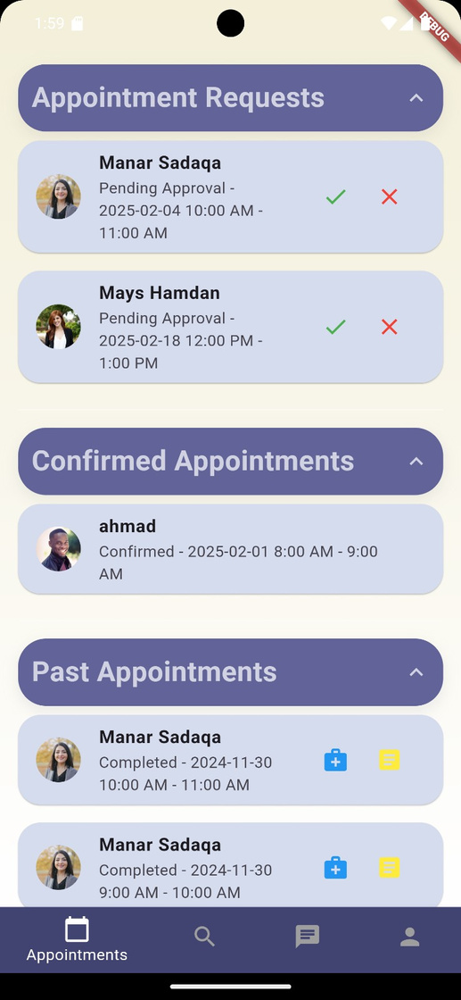 1:59
DEBUG
Appointment Requests
Manar Sadaqa
Pending Approval -
2025-02-04 10:00 AM -
11:00 AM
Mays Hamdan
Pending Approval -
2025-02-18 12:00 PM -
1:00 PM
Confirmed Appointments
ahmad
Confirmed - 2025-02-01 8:00 AM - 9:00
AM
Past Appointments
Manar Sadaqa
Completed - 2024-11-30
10:00 AM - 11:00 AM
Manar Sadaqa
Completed - 2024-11-30
9:00 AM - 10:00 AM
Appointments